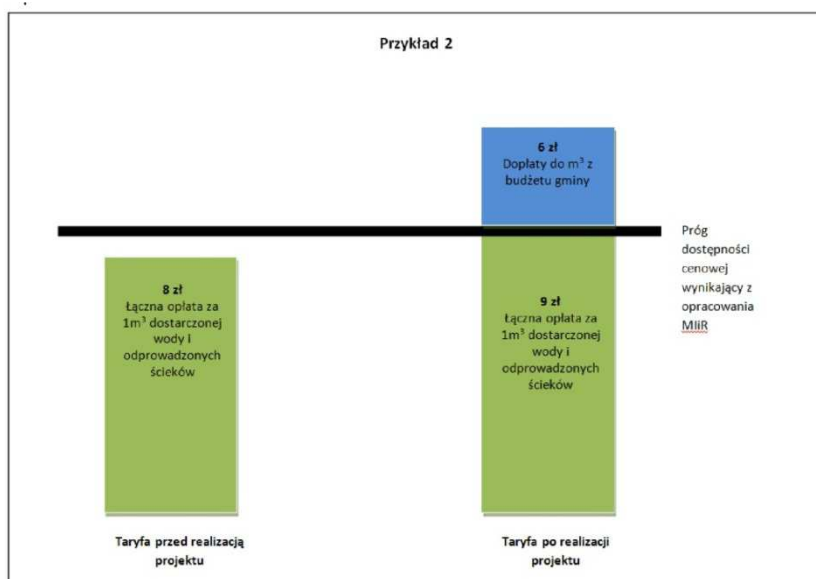 Przykład 2
6 zł
Dopłaty do m³ z
budżetu gminy
Próg
dostępności
cenowej
wynikający z
opracowania
MIiR
8 zł
Łączna opłata za
1m³ dostarczonej
wody i
odprowadzonych
ścieków
9 zł
Łączna opłata za
1m³ dostarczonej
wody i
odprowadzonych
ścieków
Taryfa przed realizacją
projektu
Taryfa po realizacji
projektu